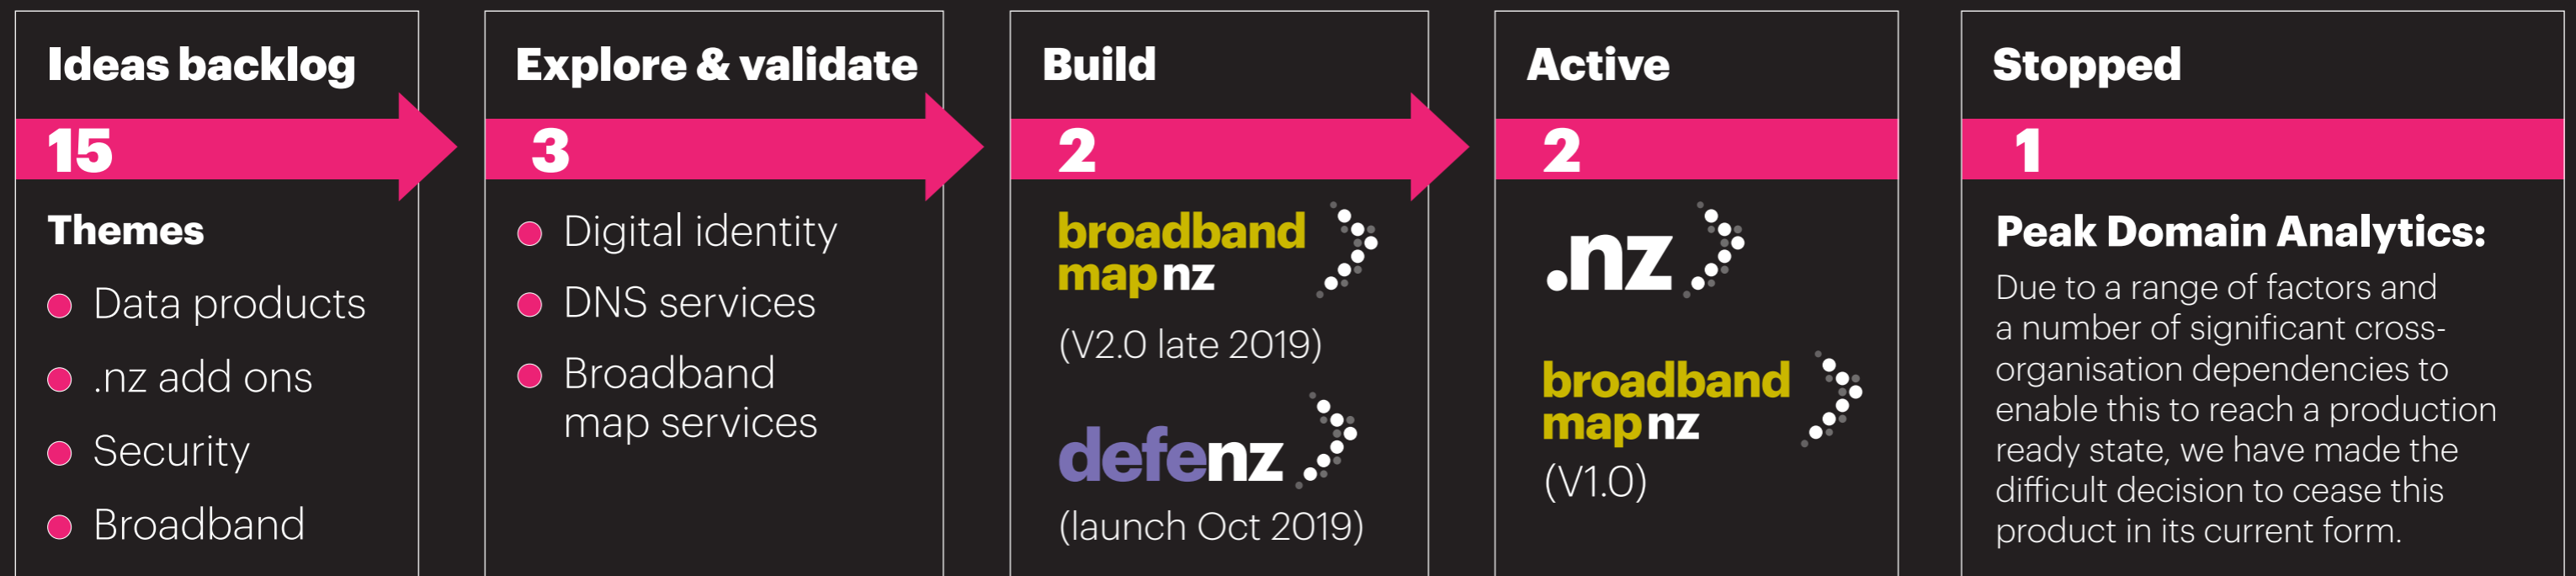 Ideas backlog
15
Themes
Data products
.nz add ons
Security
Broadband
Explore & validate
3
Digital identity
DNS services
Broadband
map services
Build
2
broadband
map nz
(V2.0 late 2019)
defenz
(launch Oct 2019)
Active
2
.nz
broadband
map nz
(V1.0)
Stopped
1
Peak Domain Analytics:
Due to a range of factors and
a number of significant cross-
organisation dependencies to
enable this to reach a production
ready state, we have made the
difficult decision to cease this
product in its current form.